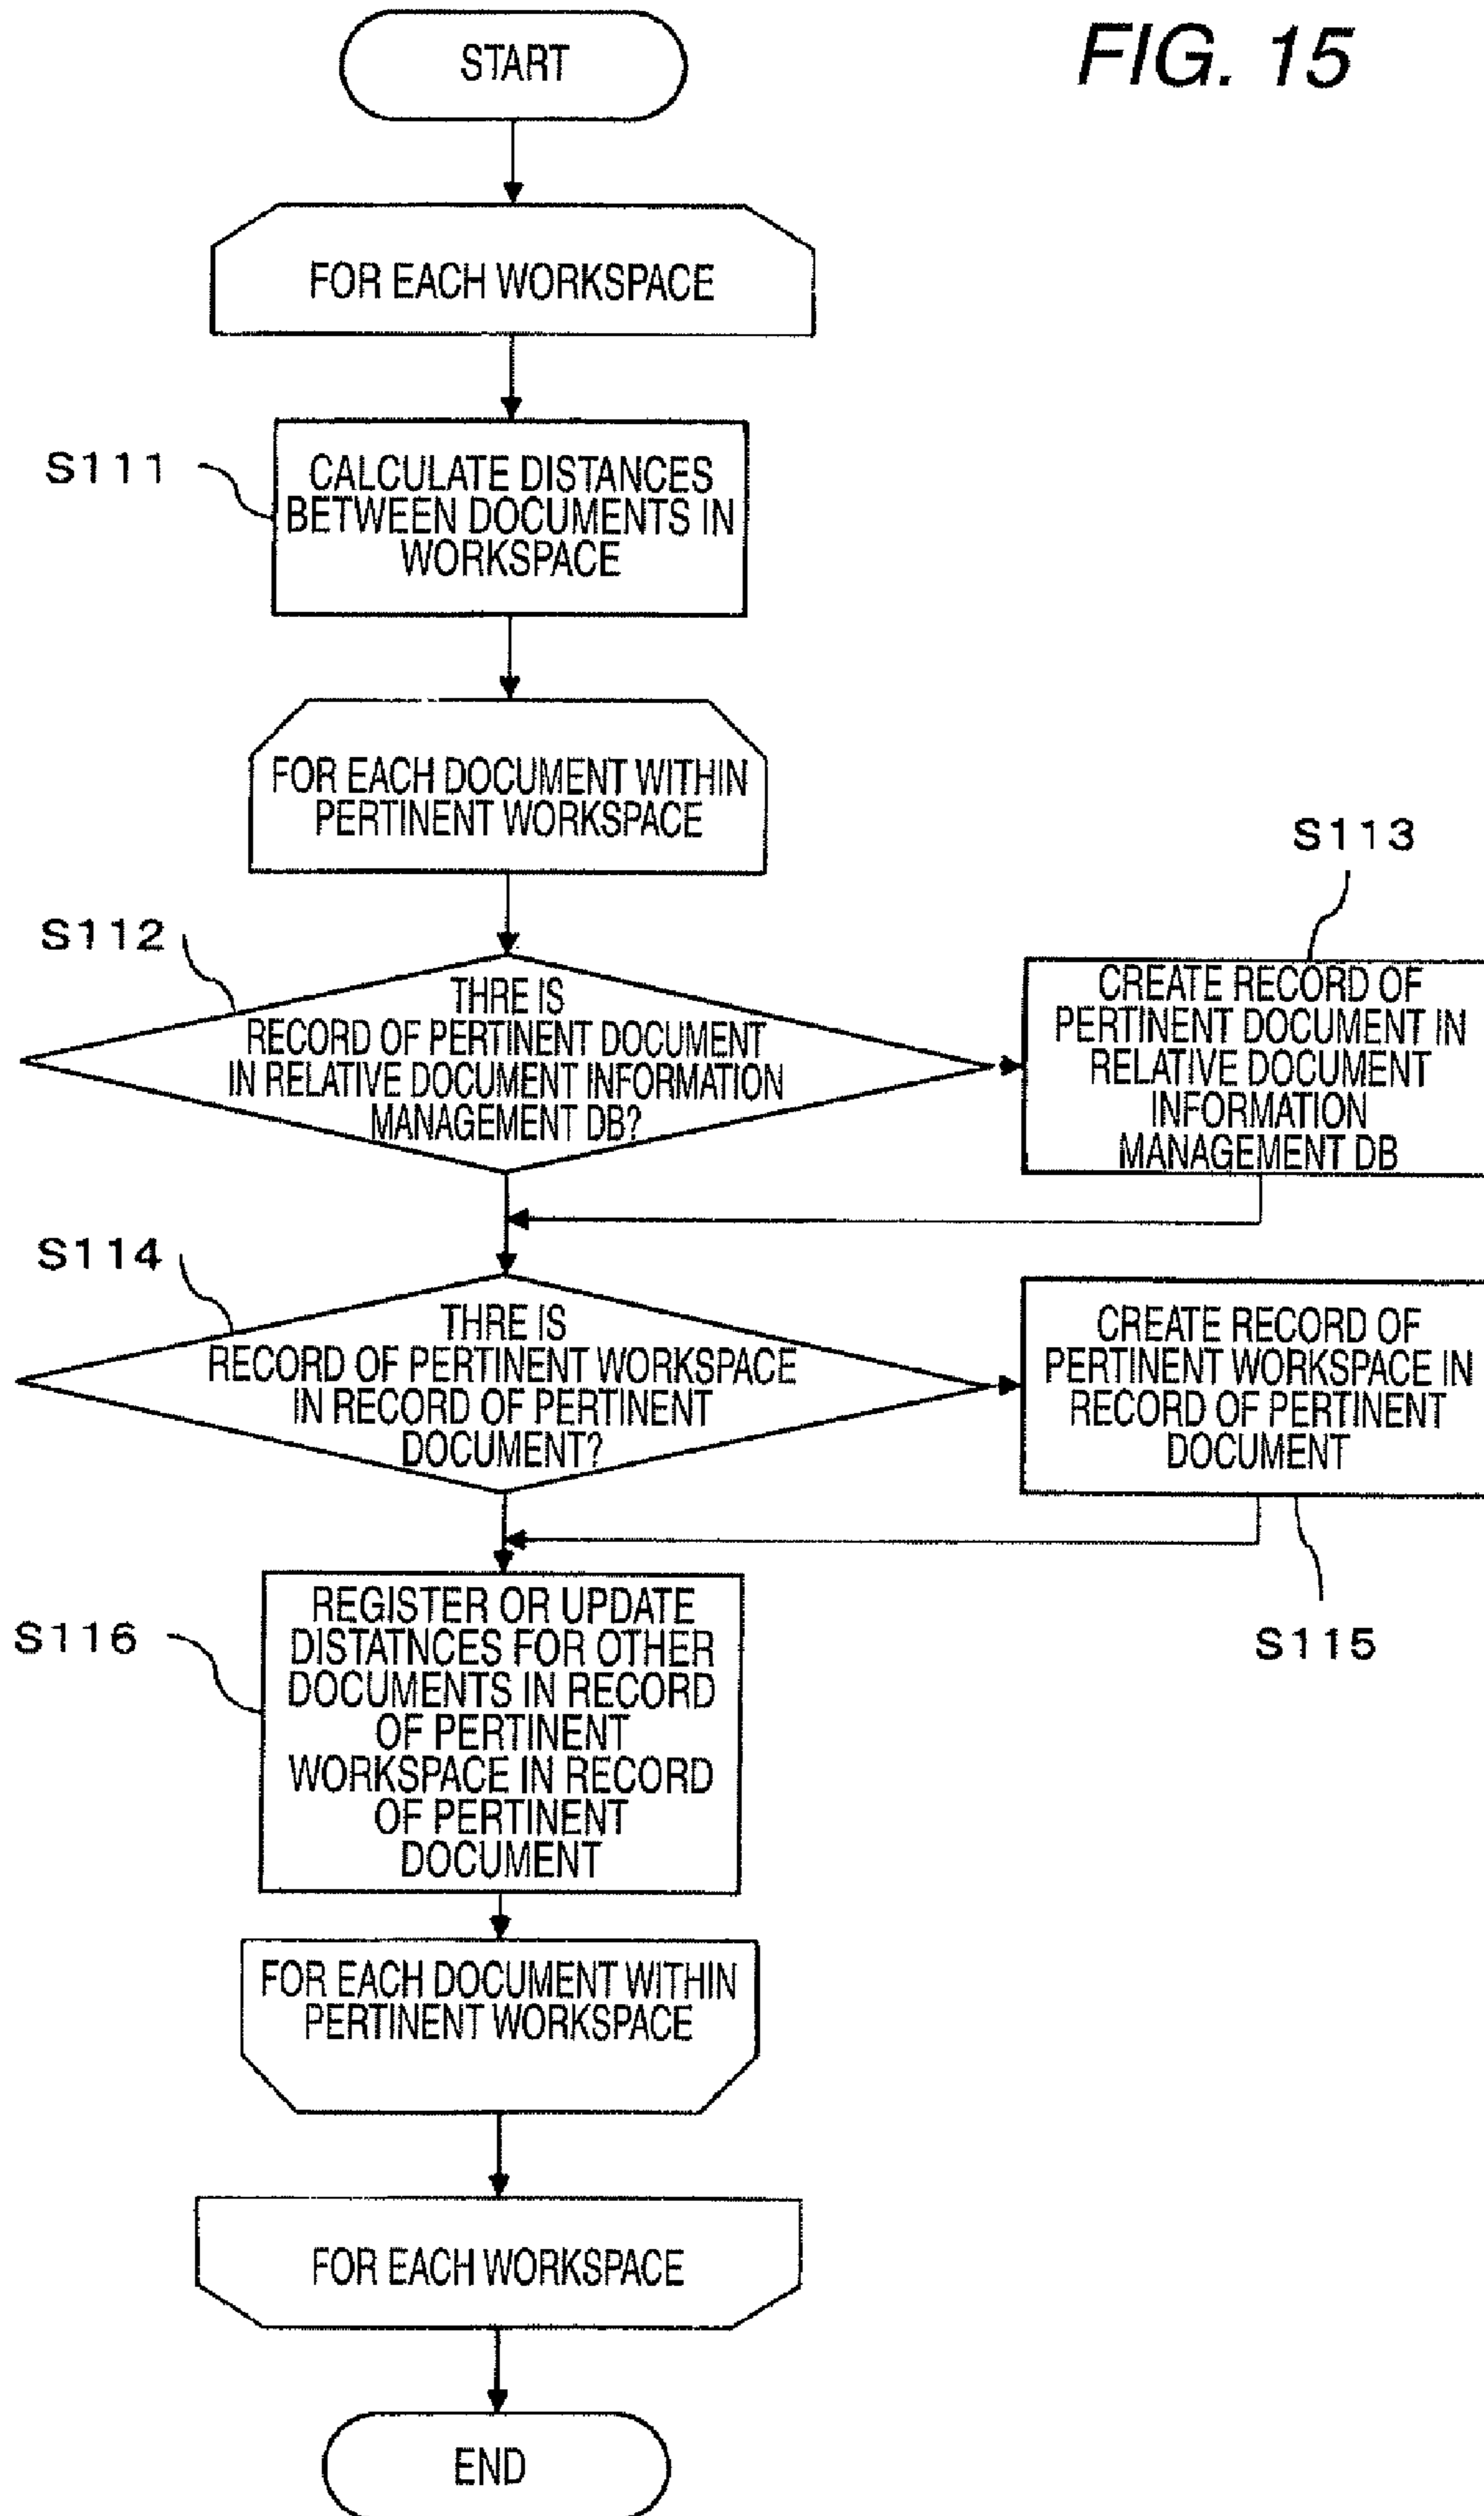 FIG. 15
START
FOR EACH WORKSPACE
S111
CALCULATE DISTANCES
BETWEEN DOCUMENTS IN
WORKSPACE
FOR EACH DOCUMENT WITHIN
PERTINENT WORKSPACE
S112
THRE IS
RECORD OF PERTINENT DOCUMENT
IN RELATIVE DOCUMENT INFORMATION
MANAGEMENT DB?
S113
CREATE RECORD OF
PERTINENT DOCUMENT IN
RELATIVE DOCUMENT
INFORMATION
MANAGEMENT DB
S114
THRE IS
RECORD OF PERTINENT WORKSPACE
IN RECORD OF PERTINENT
DOCUMENT?
CREATE RECORD OF
PERTINENT WORKSPACE IN
RECORD OF PERTINENT
DOCUMENT
S115
S116
REGISTER OR UPDATE
DISTATNCES FOR OTHER
DOCUMENTS IN RECORD
OF PERTINENT
WORKSPACE IN RECORD
OF PERTINENT
DOCUMENT
FOR EACH DOCUMENT WITHIN
PERTINENT WORKSPACE
FOR EACH WORKSPACE
END